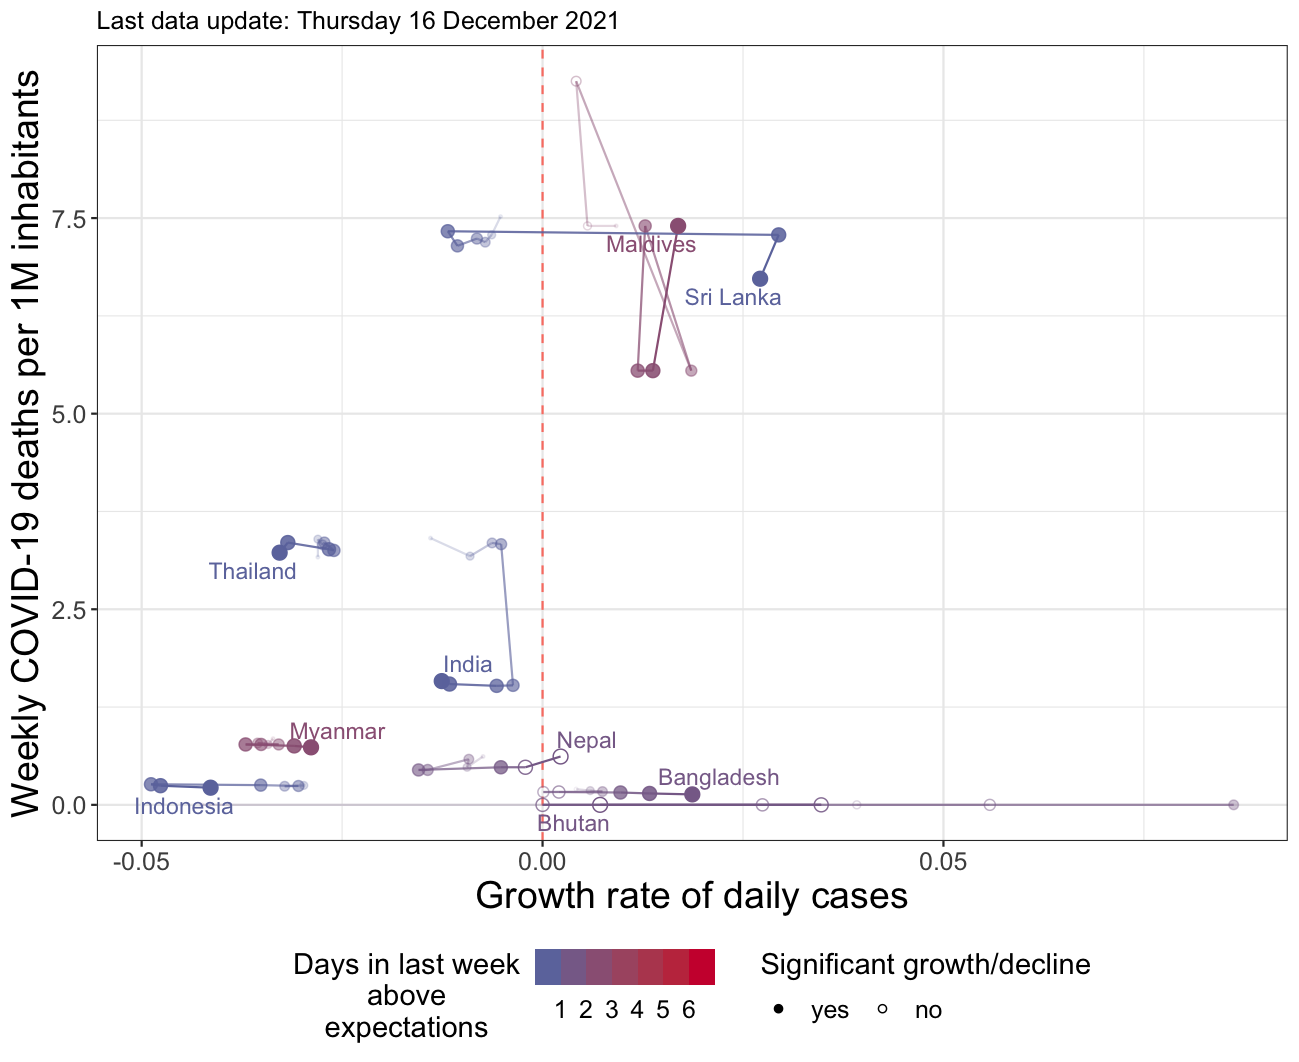 Last data update: Thursday 16 December 2021
Weekly COVID-19 deaths per 1M inhabitants
7.5
5.0
2.5
0.0
Maldives
Sri Lanka
Thailand
India
Myanmar
Nepal
Bangladesh
Indonesia
Bhutan
-0.05
0.00
0.05
Growth rate of daily cases
Days in last week
above
expectations
1 2 3 4 5 6
Significant growth/decline
yes no